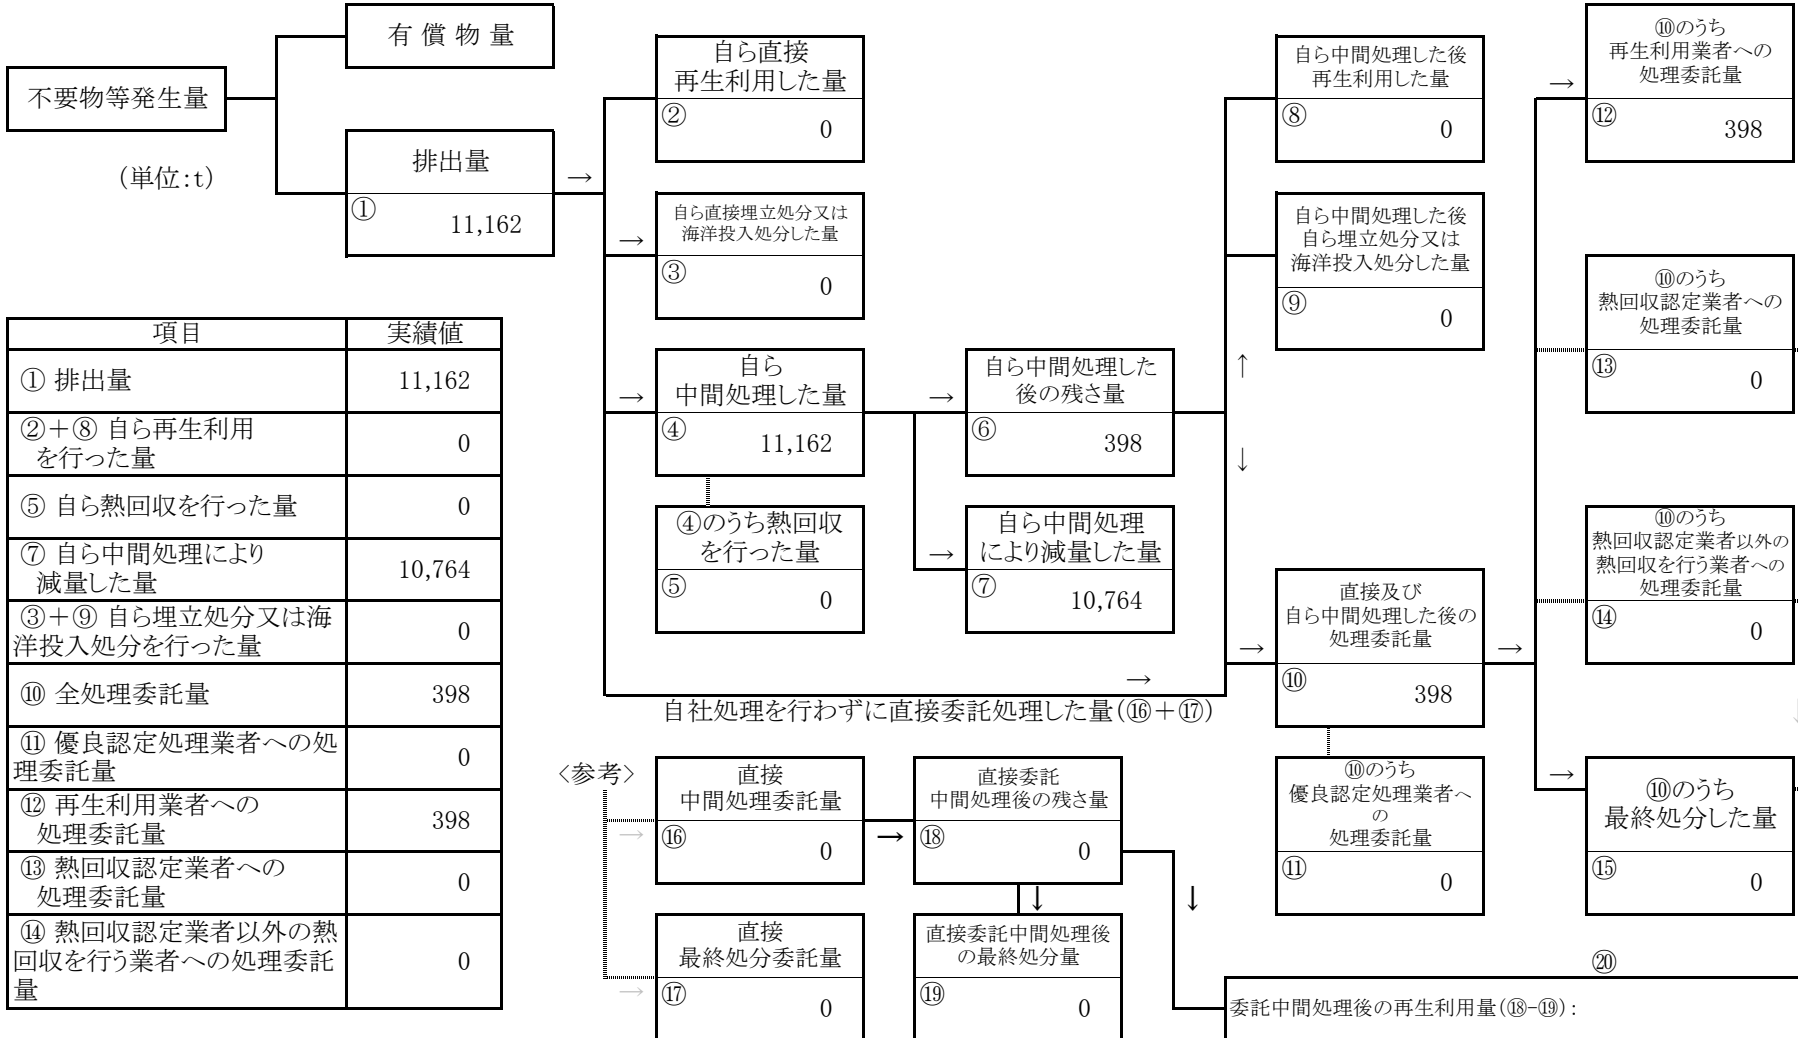 不要物等発生量
有 償 物 量
(単位:t)
排出量
①
11,162
→
自ら直接
再生利用した量
②
0
→
自ら直接埋立処分又は
海洋投入処分した量
③
0
→
自ら
中間処理した量
④
11,162
④のうち熱回収
を行った量
⑤
0
→
自ら中間処理した
後の残さ量
⑥
398
→
自ら中間処理
により減量した量
⑦
10,764
自ら中間処理した後
再生利用した量
⑧
0
自ら中間処理した後
自ら埋立処分又は
海洋投入処分した量
⑨
0
↑
↓
→
直接及び
自ら中間処理した後の
処理委託量
⑩
398
→
⑩のうち
優良認定処理業者へ
の
処理委託量
⑪
0
→
⑩のうち
再生利用業者への
処理委託量
⑫
398
⑩のうち
熱回収認定業者への
処理委託量
⑬
0
⑩のうち
熱回収認定業者以外の
熱回収を行う業者への
処理委託量
⑭
0
→
⑩のうち
最終処分した量
⑮
0
→
自社処理を行わずに直接委託処理した量(⑯+⑰)
項目 実績値
① 排出量 11,162
②+⑧ 自ら再生利用
を行った量
0
⑤ 自ら熱回収を行った量 0
⑦ 自ら中間処理により
減量した量
10,764
③+⑨ 自ら埋立処分又は海
洋投入処分を行った量
0
⑩ 全処理委託量 398
⑪ 優良認定処理業者への処
理委託量
0
⑫ 再生利用業者への
処理委託量
398
⑬ 熱回収認定業者への
処理委託量
0
⑭ 熱回収認定業者以外の熱
回収を行う業者への処理委託
量
0
<参考>
→
直接
中間処理委託量
⑯
0
→
直接委託
中間処理後の残さ量
⑱
0
↓
↓
→
直接
最終処分委託量
⑰
0
直接委託中間処理後
の最終処分量
⑲
0
⑳
委託中間処理後の再生利用量(⑱-⑲):